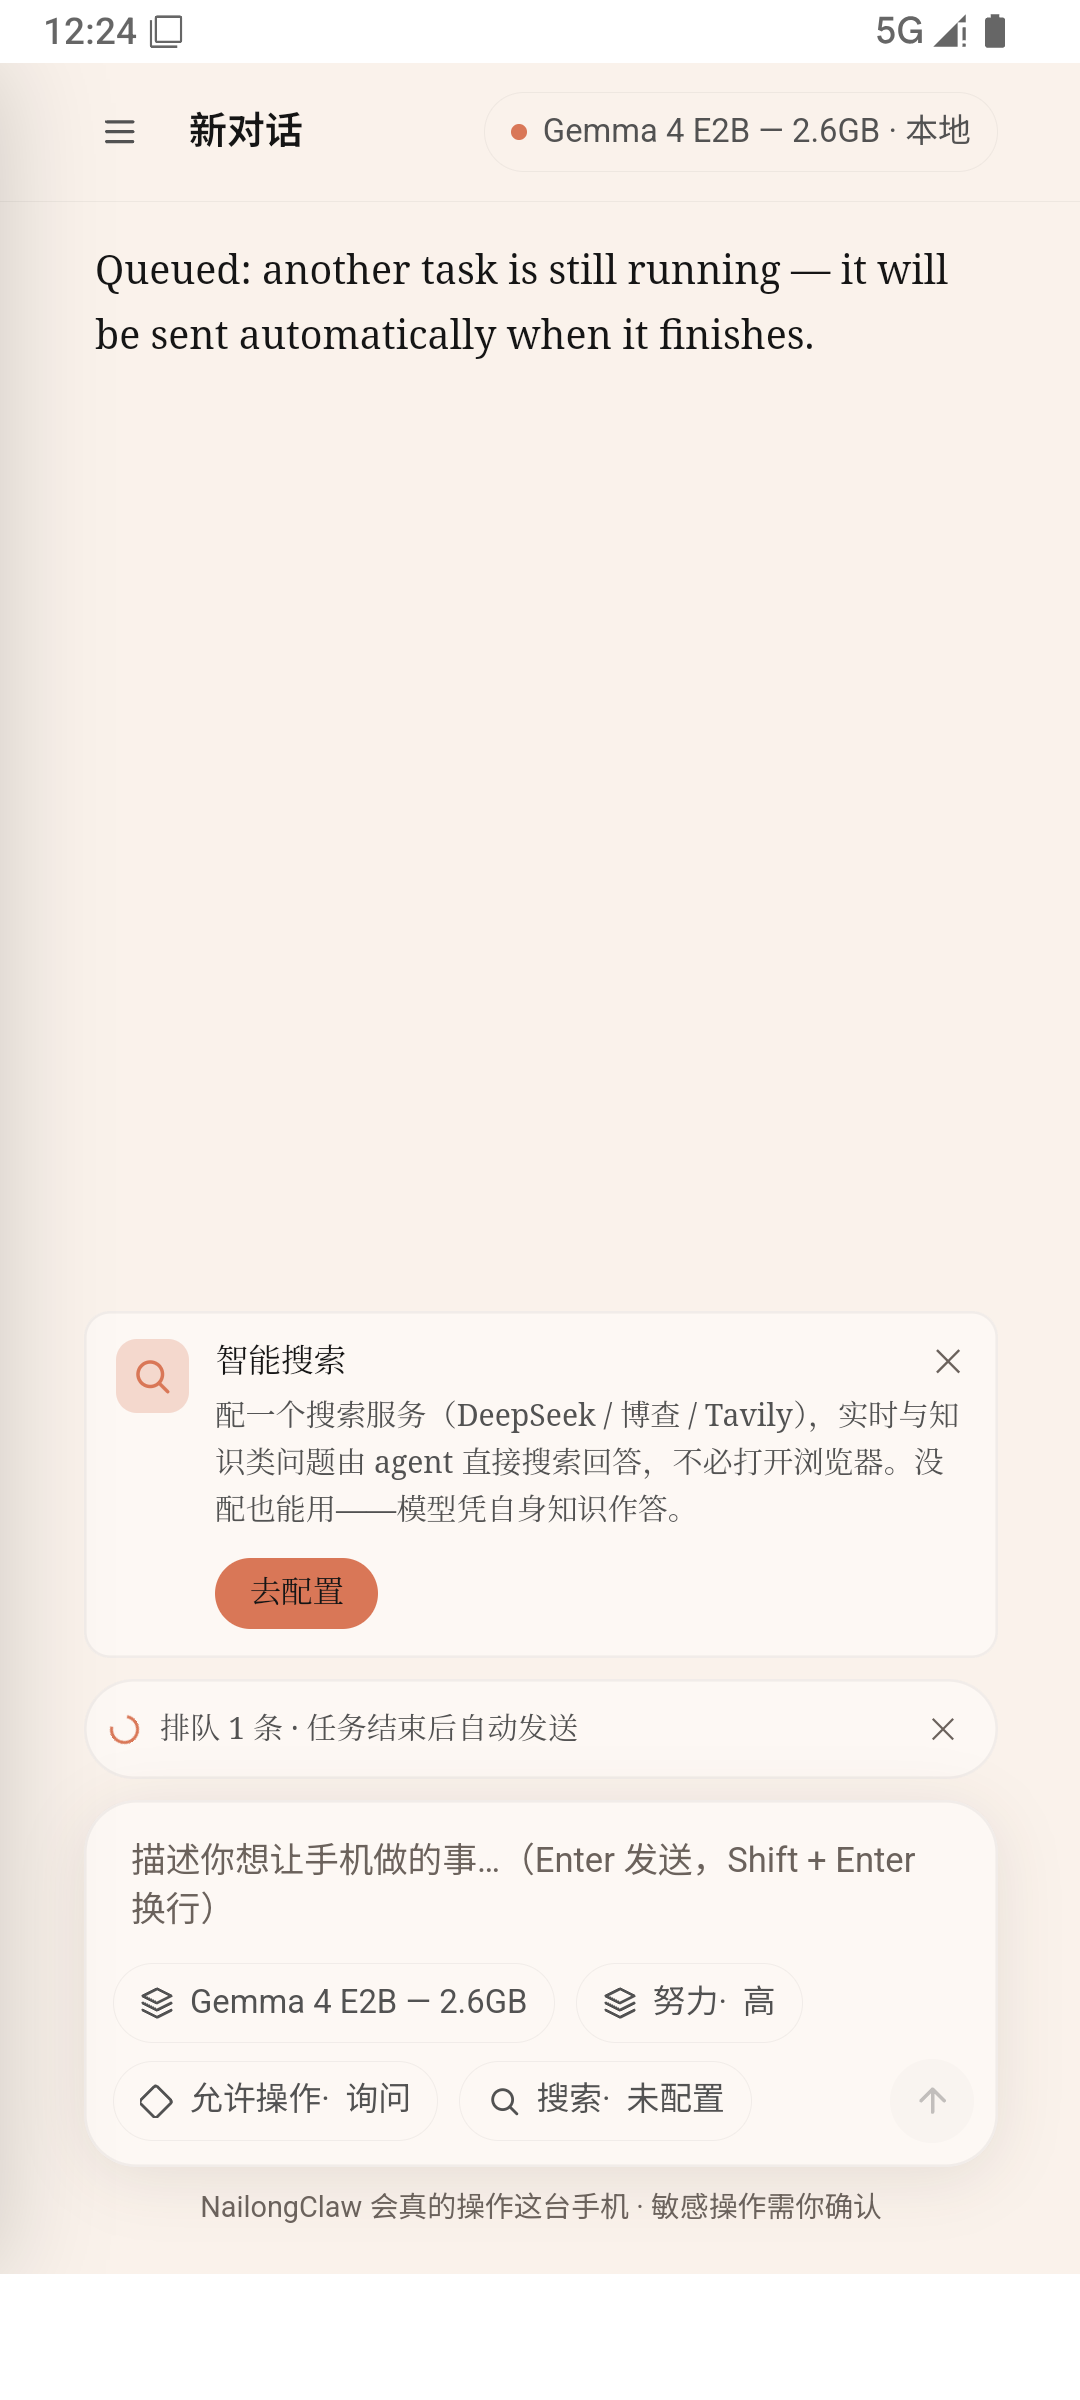 12:24
5G
新对话
Gemma 4 E2B — 2.6GB · 本地
Queued: another task is still running — it will
be sent automatically when it finishes.
智能搜索
配一个搜索服务（DeepSeek / 博查 / Tavily），实时与知
识类问题由 agent 直接搜索回答，不必打开浏览器。没
配也能用——模型凭自身知识作答。
去配置
排队 1 条 · 任务结束后自动发送
描述你想让手机做的事…（Enter 发送，Shift + Enter
换行）
Gemma 4 E2B — 2.6GB
努力· 高
允许操作· 询问
搜索· 未配置
NailongClaw 会真的操作这台手机 · 敏感操作需你确认